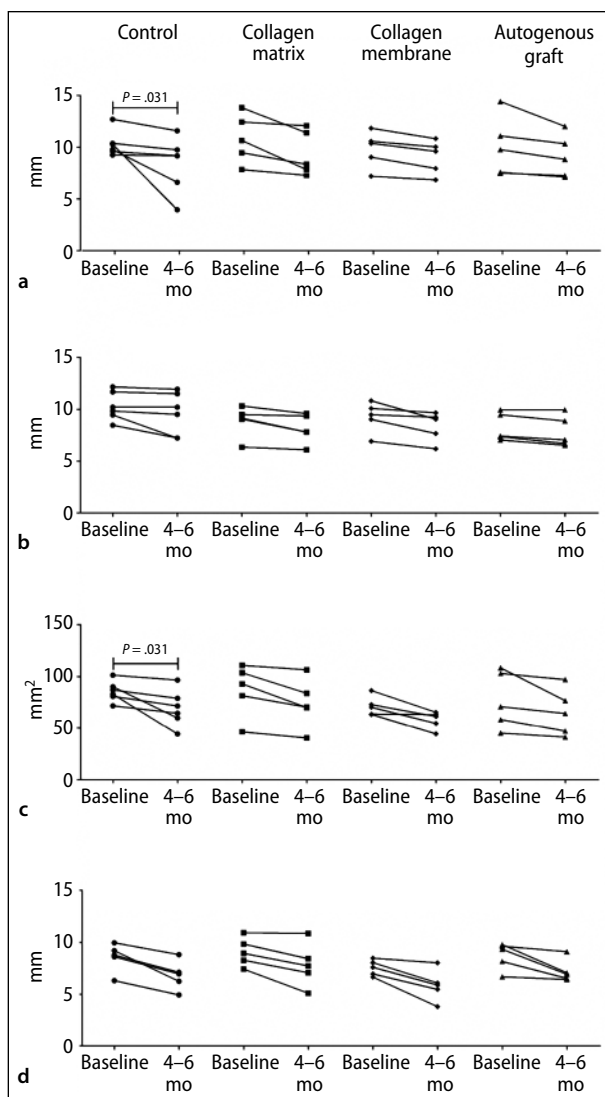 Control Collagen matrix Collagen membrane Autogenous graft
P = .031
15
10
5
0
mm
Baseline 4–6 mo Baseline 4–6 mo Baseline 4–6 mo Baseline 4–6 mo
a
15
10
5
0
mm
Baseline 4–6 mo Baseline 4–6 mo Baseline 4–6 mo Baseline 4–6 mo
b
P = .031
150
100
50
0
mm²
Baseline 4–6 mo Baseline 4–6 mo Baseline 4–6 mo Baseline 4–6 mo
c
15
10
5
0
mm
Baseline 4–6 mo Baseline 4–6 mo Baseline 4–6 mo Baseline 4–6 mo
d